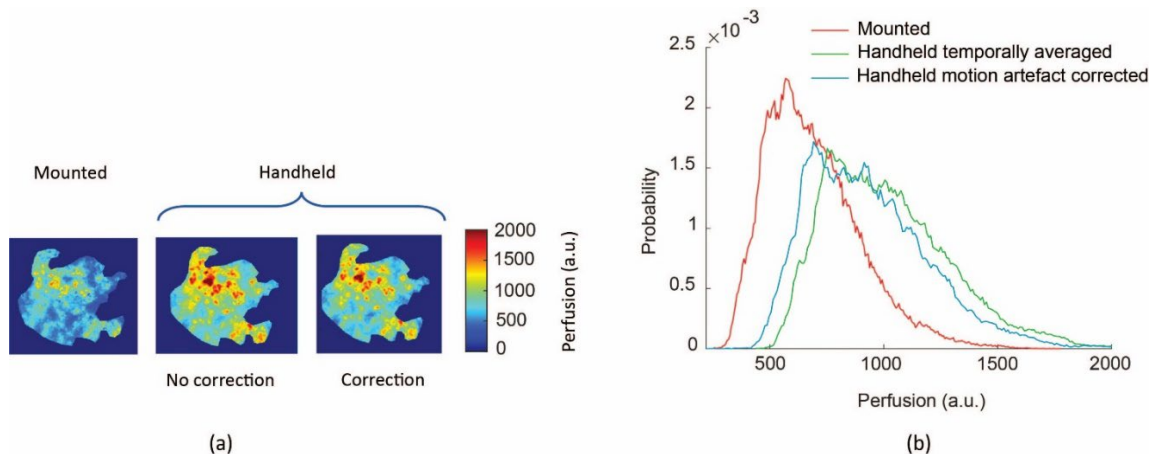 Mounted
Handheld
2000
1500
1000
500
0
Perfusion (a.u.)
No correction
Correction
(a)
×10⁻³
Mounted
Handheld temporally averaged
Handheld motion artefact corrected
2.5
2
1.5
1
0.5
0
Probability
500 1000 1500 2000
Perfusion (a.u.)
(b)